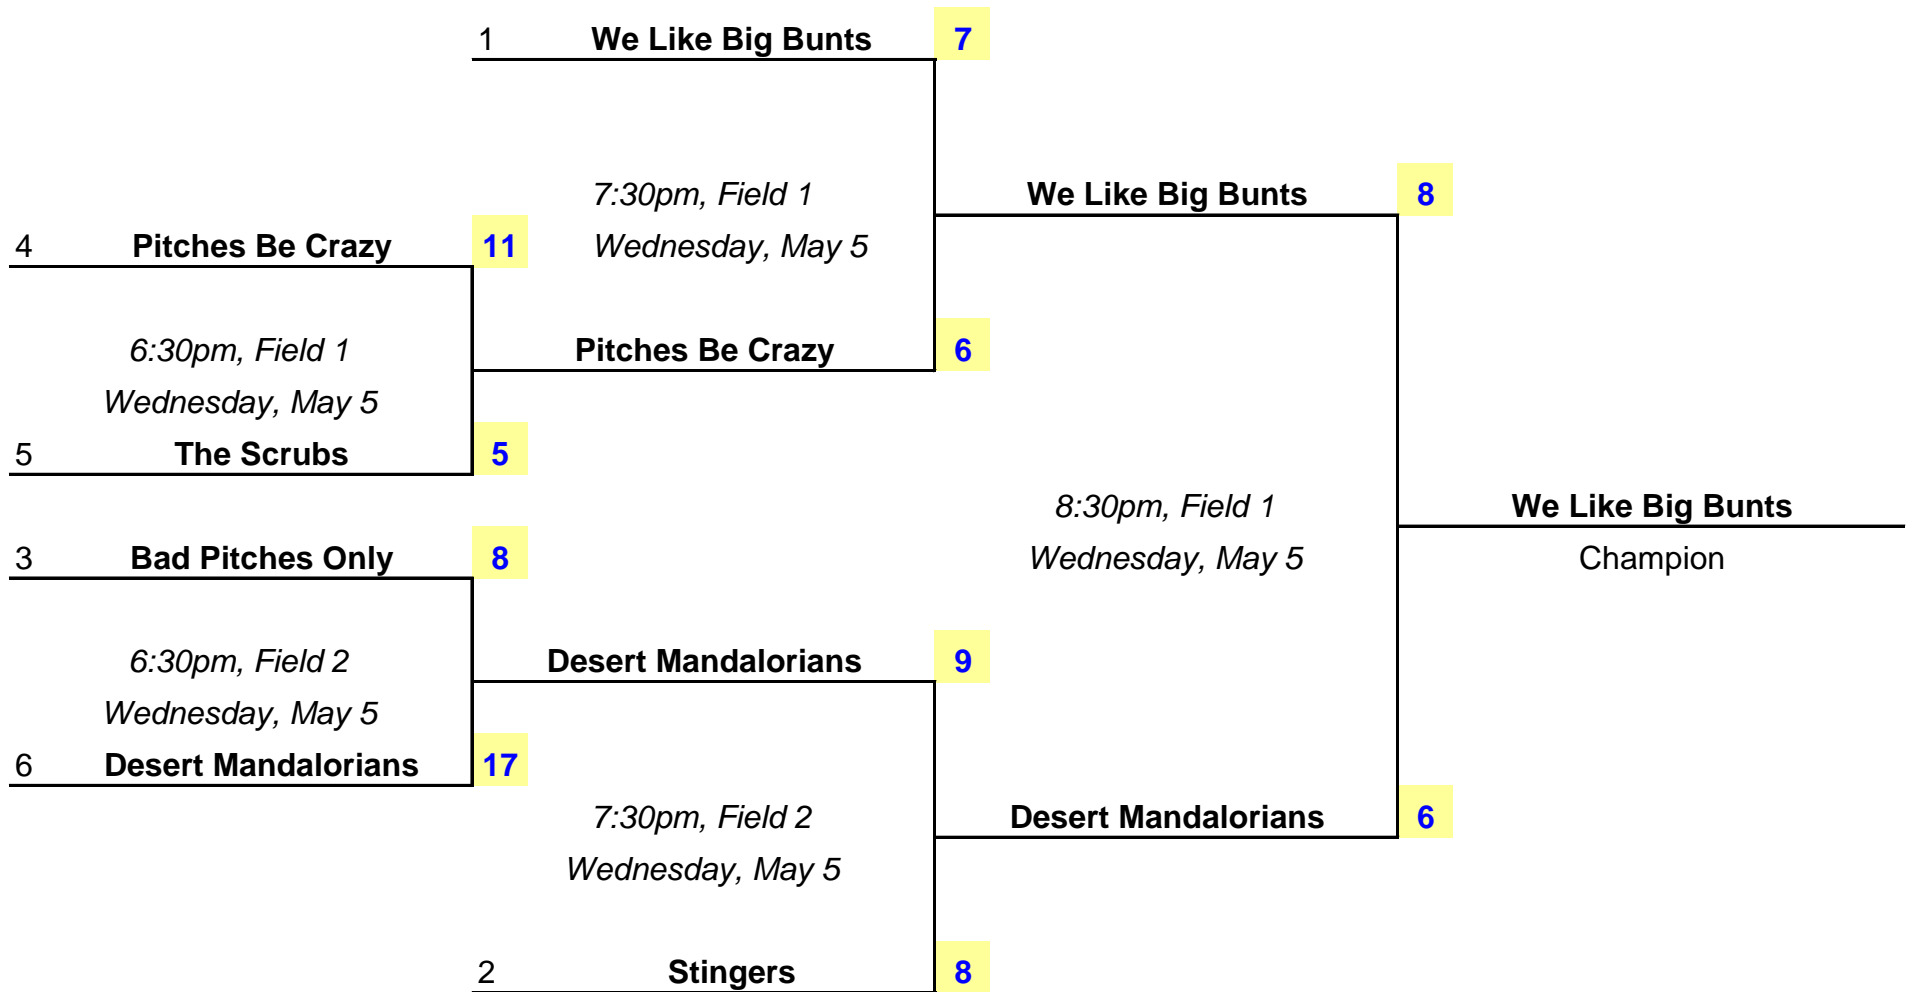 1 We Like Big Bunts 7
7:30pm, Field 1 We Like Big Bunts 8
4 Pitches Be Crazy 11 Wednesday, May 5
6:30pm, Field 1 Pitches Be Crazy 6
Wednesday, May 5
5 The Scrubs 5
8:30pm, Field 1 We Like Big Bunts
3 Bad Pitches Only 8 Wednesday, May 5 Champion
6:30pm, Field 2 Desert Mandalorians 9
Wednesday, May 5
6 Desert Mandalorians 17
7:30pm, Field 2 Desert Mandalorians 6
Wednesday, May 5
2 Stingers 8